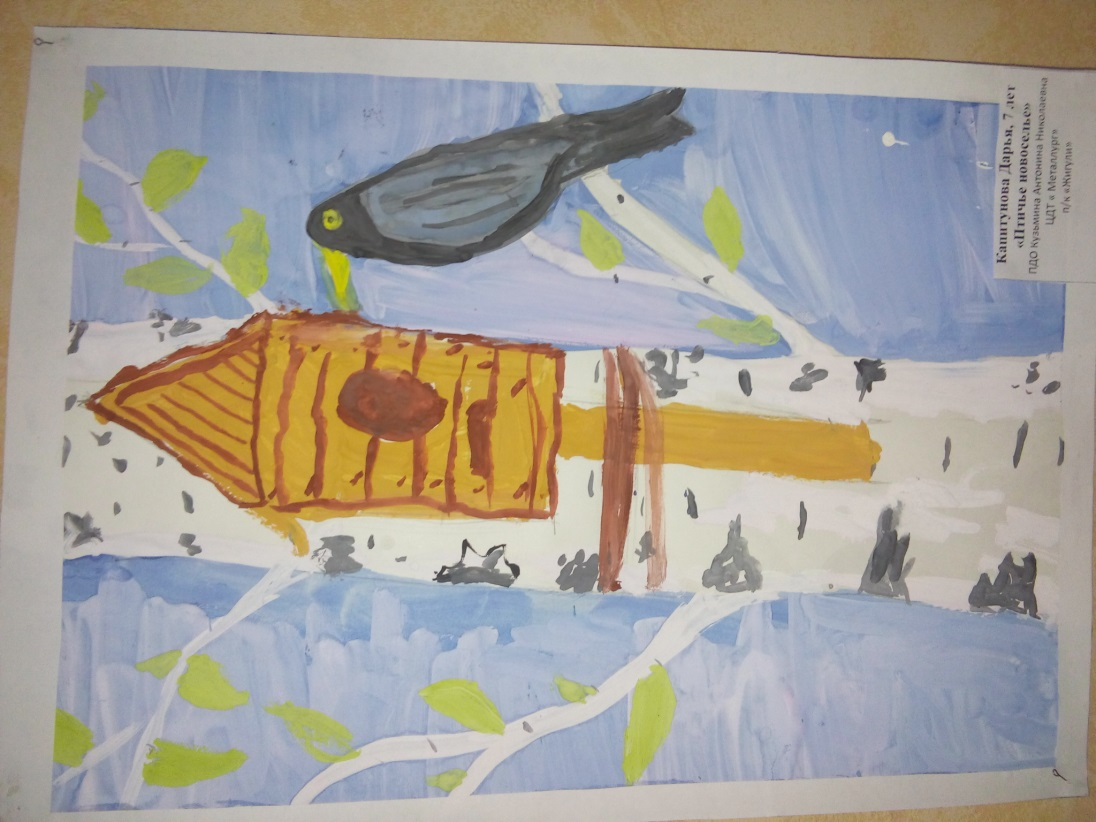 Капитунова Дарья, 7 лет
«Птичье новоселье»
ПДО Кузьмина Антонина Николаевна
ЦДТ « Металлург»
п/к «Жигули»